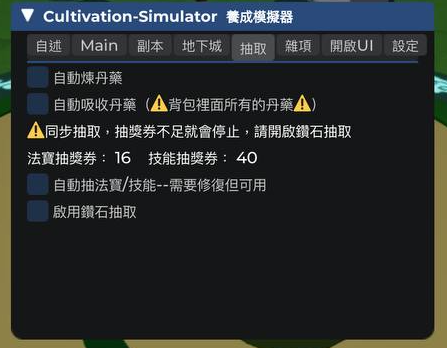 ▼ Cultivation-Simulator 養成模擬器
自述 Main 副本 地下城 抽取 雜項 開啟UI 設定
自動煉丹藥
自動吸收丹藥（⚠️背包裡面所有的丹藥⚠️）
⚠️同步抽取，抽獎券不足就會停止，請開啟鑽石抽取
法寶抽獎券： 16 技能抽獎券： 40
自動抽法寶/技能--需要修復但可用
啟用鑽石抽取